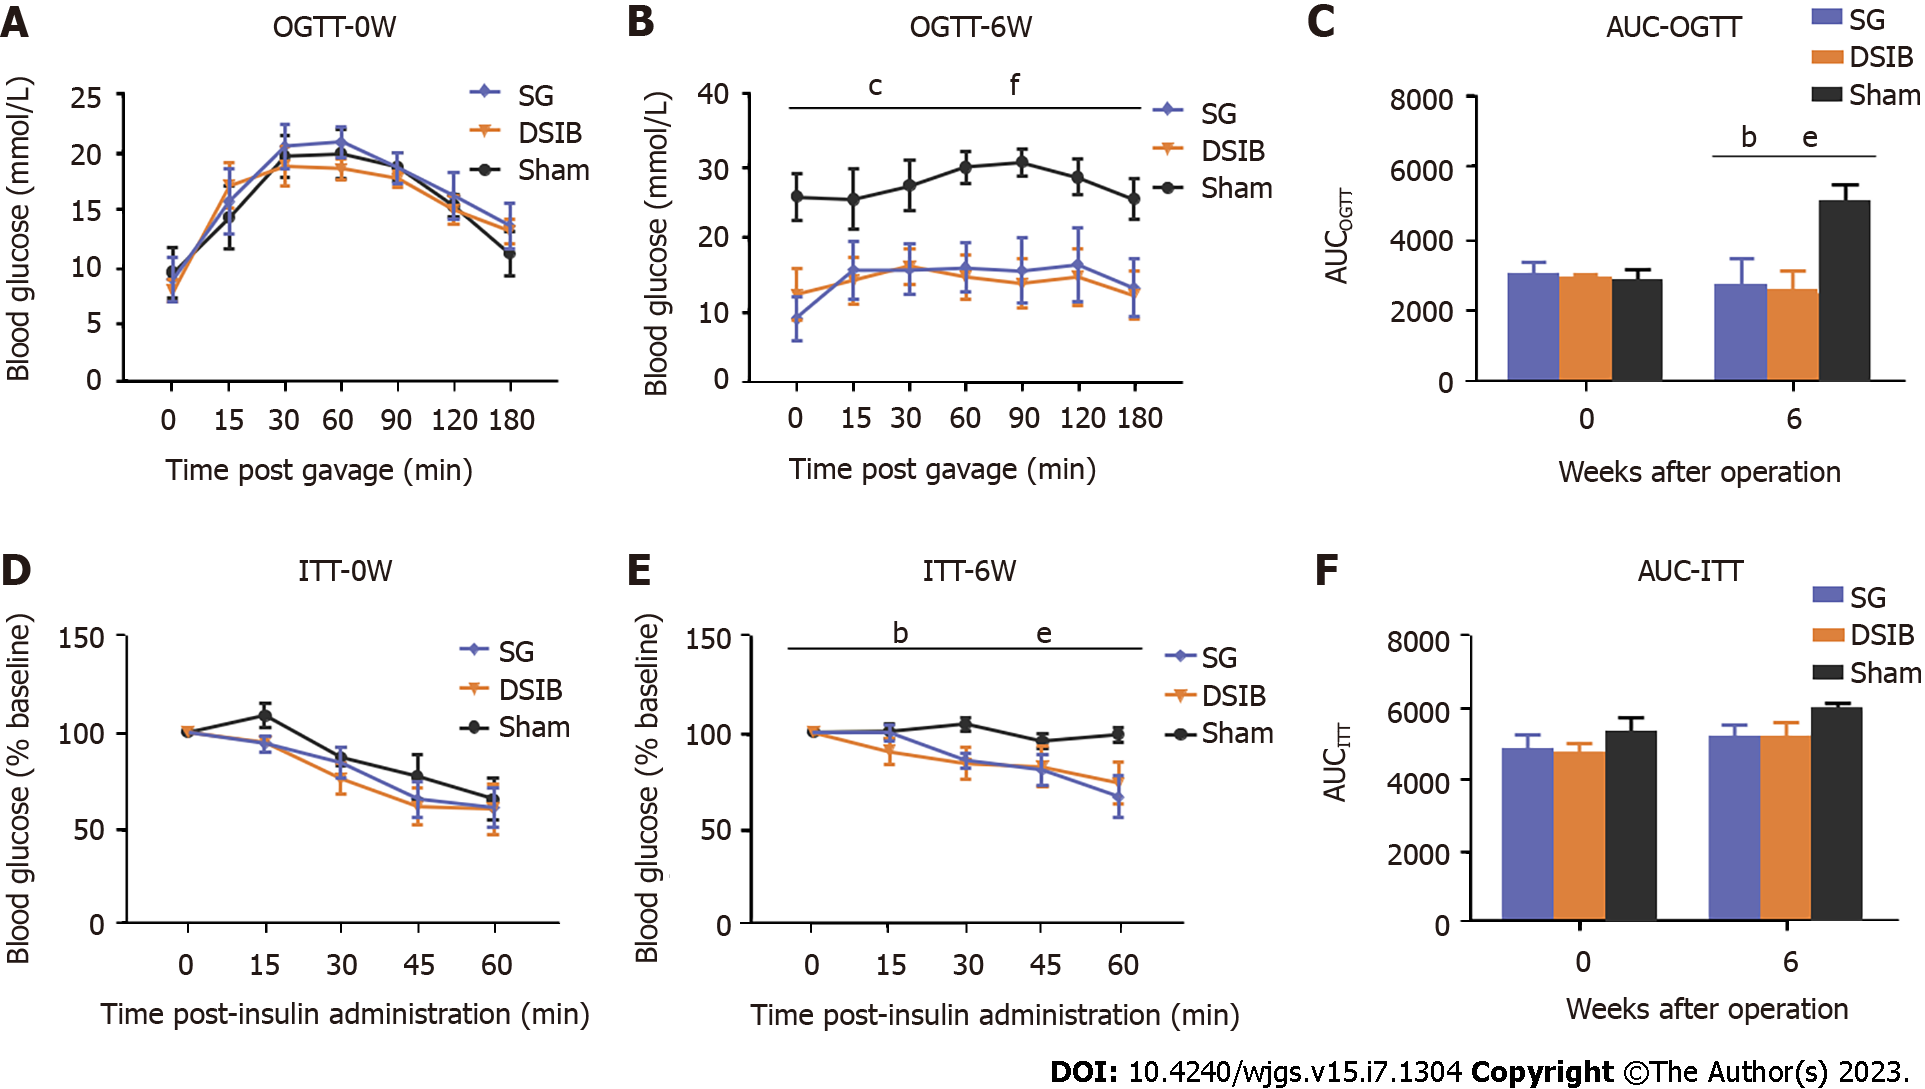 A
OGTT-0W
Blood glucose (mmol/L)
25
20
15
10
5
0
SG
DSIB
Sham
0 15 30 60 90 120 180
Time post gavage (min)
B
OGTT-6W
Blood glucose (mmol/L)
40
30
20
10
0
c f
SG
DSIB
Sham
0 15 30 60 90 120 180
Time post gavage (min)
C
AUC-OGTT
SG
DSIB
Sham
AUCOGTT
8000
6000
4000
2000
0
b e
0 6
Weeks after operation
D
ITT-0W
Blood glucose (% baseline)
150
100
50
0
SG
DSIB
Sham
0 15 30 45 60
Time post-insulin administration (min)
E
ITT-6W
Blood glucose (% baseline)
150
100
50
0
b e
SG
DSIB
Sham
0 15 30 45 60
Time post-insulin administration (min)
F
AUC-ITT
SG
DSIB
Sham
AUCITT
8000
6000
4000
2000
0
0 6
Weeks after operation
DOI: 10.4240/wjgs.v15.i7.1304 Copyright ©The Author(s) 2023.